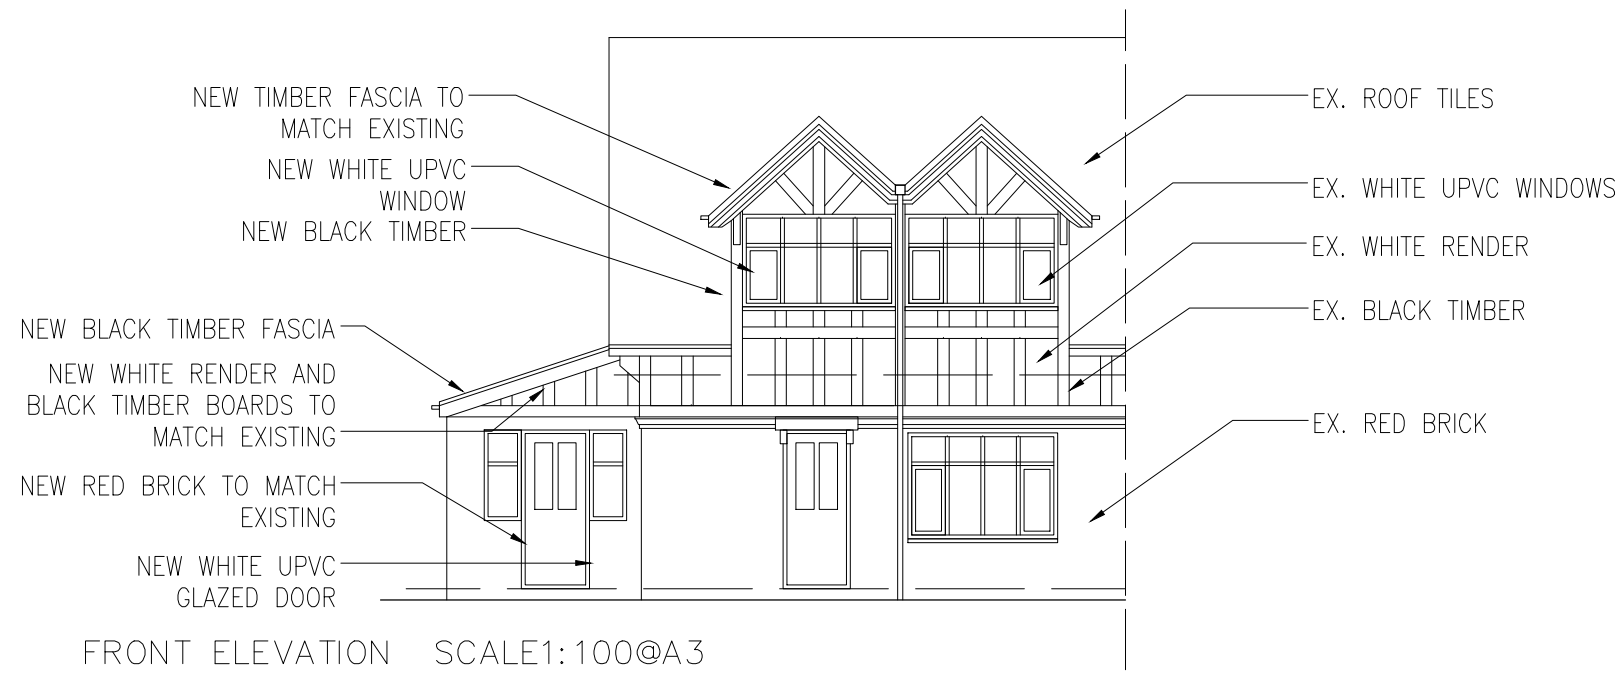 NEW TIMBER FASCIA TO
MATCH EXISTING
NEW WHITE UPVC
WINDOW
NEW BLACK TIMBER
NEW BLACK TIMBER FASCIA
NEW WHITE RENDER AND
BLACK TIMBER BOARDS TO
MATCH EXISTING
NEW RED BRICK TO MATCH
EXISTING
NEW WHITE UPVC
GLAZED DOOR
EX. ROOF TILES
EX. WHITE UPVC WINDOWS
EX. WHITE RENDER
EX. BLACK TIMBER
EX. RED BRICK
FRONT ELEVATION SCALE1:100@A3